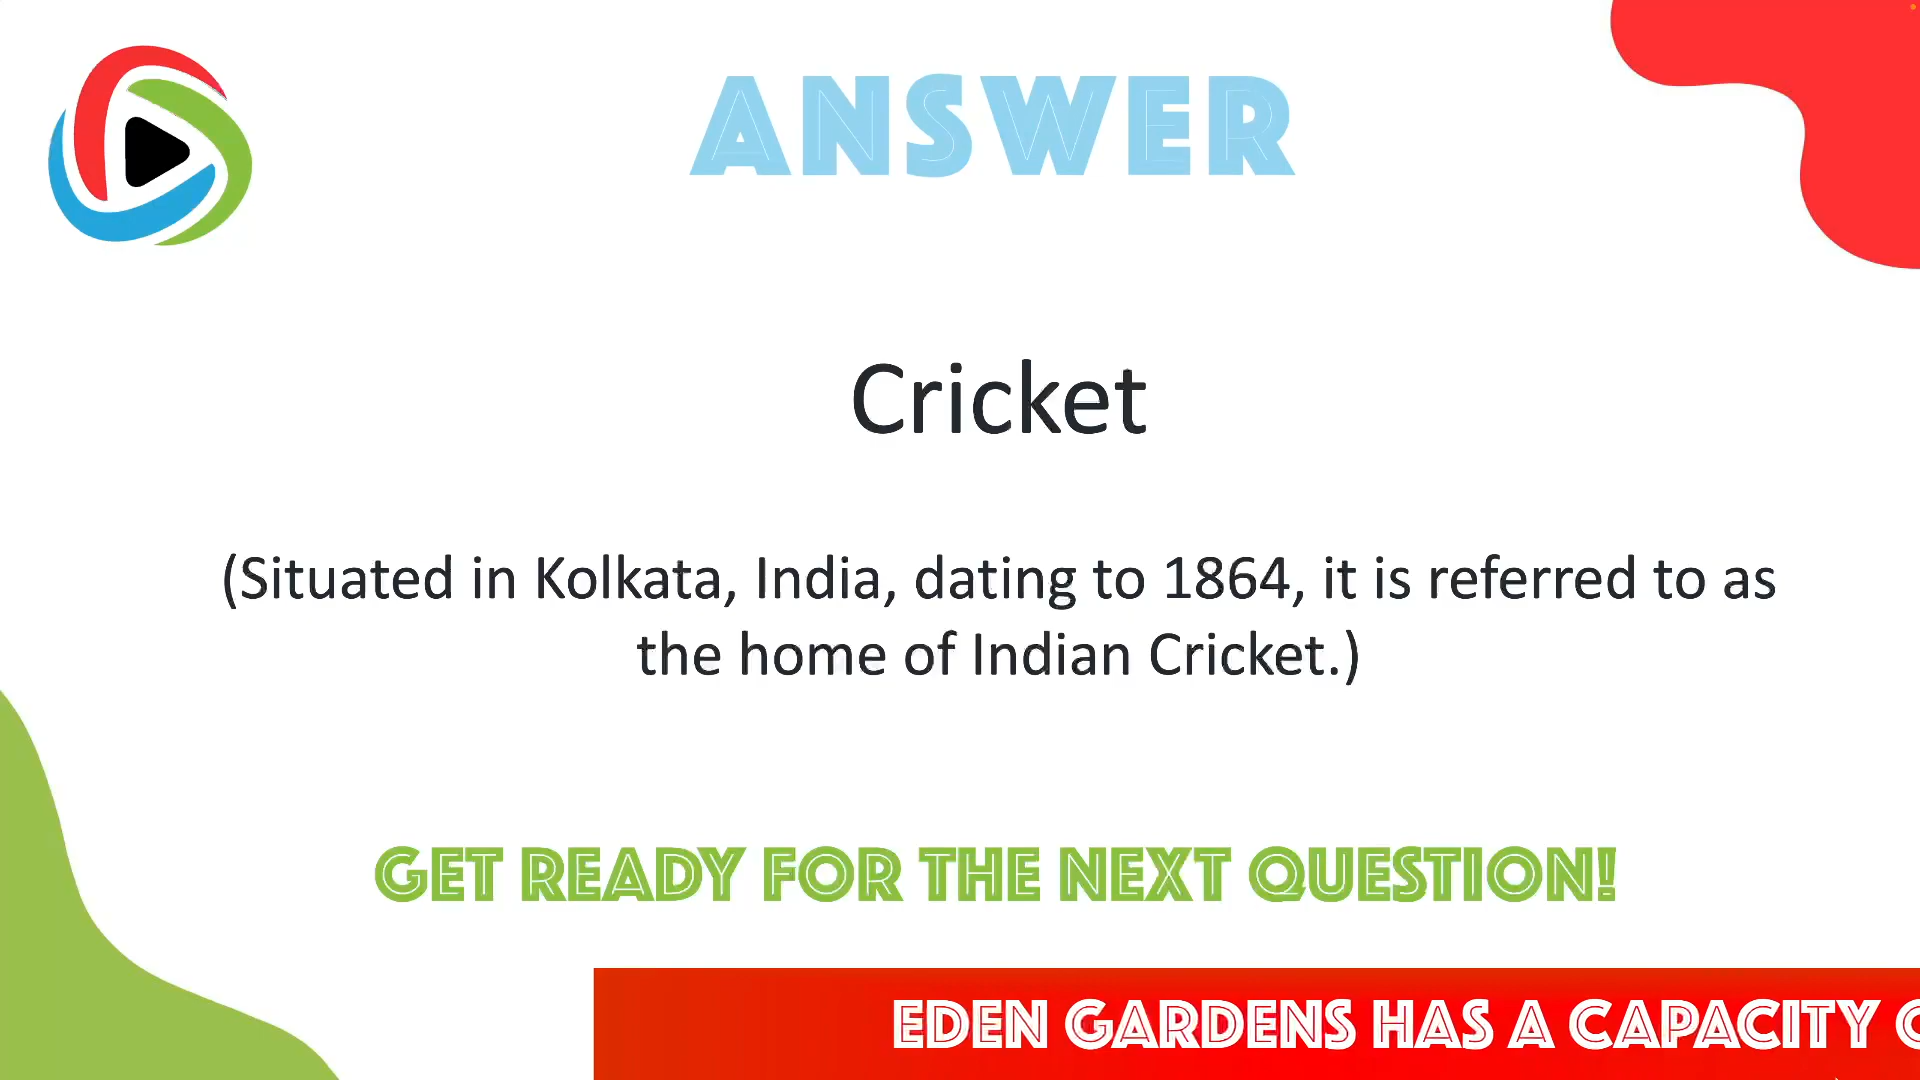 ANSWER
Cricket
(Situated in Kolkata, India, dating to 1864, it is referred to as
the home of Indian Cricket.)
GET READY FOR THE NEXT QUESTION!
EDEN GARDENS HAS A CAPACITY